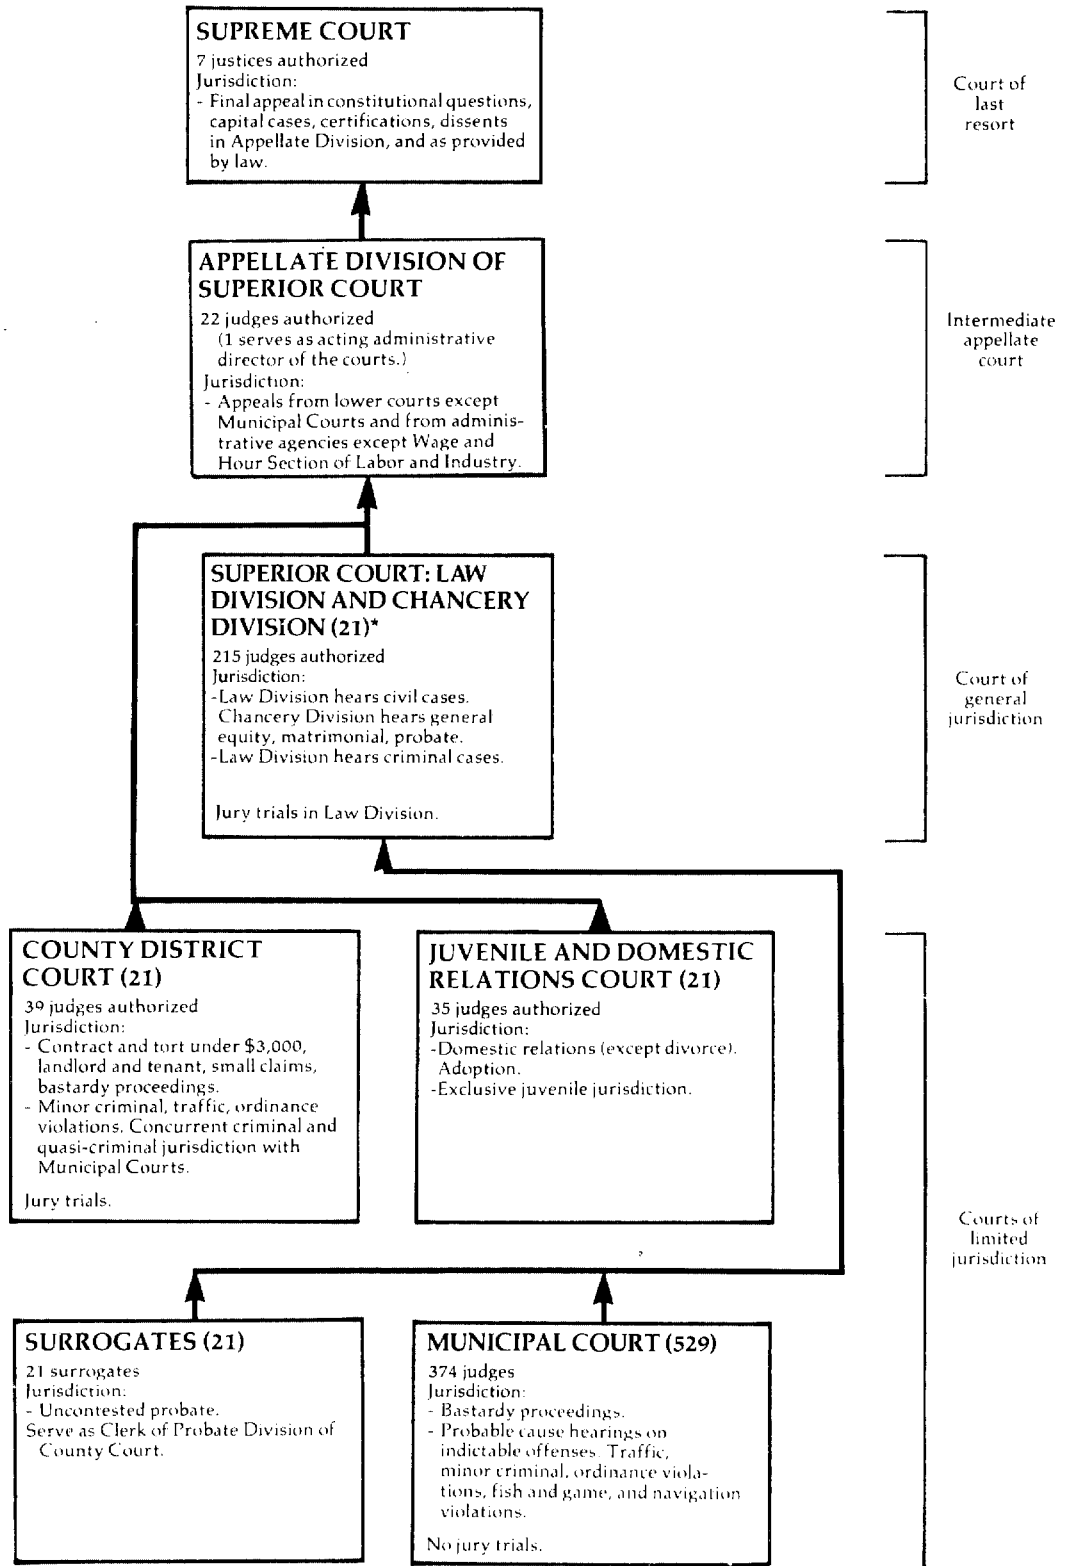 SUPREME COURT
7 justices authorized
Jurisdiction:
- Final appeal in constitutional questions,
capital cases, certifications, dissents
in Appellate Division, and as provided
by law.
Court of
last
resort
APPELLATE DIVISION OF
SUPERIOR COURT
22 judges authorized
(1 serves as acting administrative
director of the courts.)
Jurisdiction:
- Appeals from lower courts except
Municipal Courts and from adminis-
trative agencies except Wage and
Hour Section of Labor and Industry.
Intermediate
appellate
court
SUPERIOR COURT: LAW
DIVISION AND CHANCERY
DIVISION (21)*
215 judges authorized
Jurisdiction:
-Law Division hears civil cases.
Chancery Division hears general
equity, matrimonial, probate.
-Law Division hears criminal cases.
Jury trials in Law Division.
Court of
general
jurisdiction
COUNTY DISTRICT
COURT (21)
39 judges authorized
Jurisdiction:
- Contract and tort under $3,000,
landlord and tenant, small claims,
bastardy proceedings.
- Minor criminal, traffic, ordinance
violations. Concurrent criminal and
quasi-criminal jurisdiction with
Municipal Courts.
Jury trials.
JUVENILE AND DOMESTIC
RELATIONS COURT (21)
35 judges authorized
Jurisdiction:
-Domestic relations (except divorce).
Adoption.
-Exclusive juvenile jurisdiction.
Courts of
limited
jurisdiction
SURROGATES (21)
21 surrogates
Jurisdiction:
- Uncontested probate.
Serve as Clerk of Probate Division of
County Court.
MUNICIPAL COURT (529)
374 judges
Jurisdiction:
- Bastardy proceedings.
- Probable cause hearings on
indictable offenses. Traffic,
minor criminal, ordinance viola-
tions, fish and game, and navigation
violations.
No jury trials.